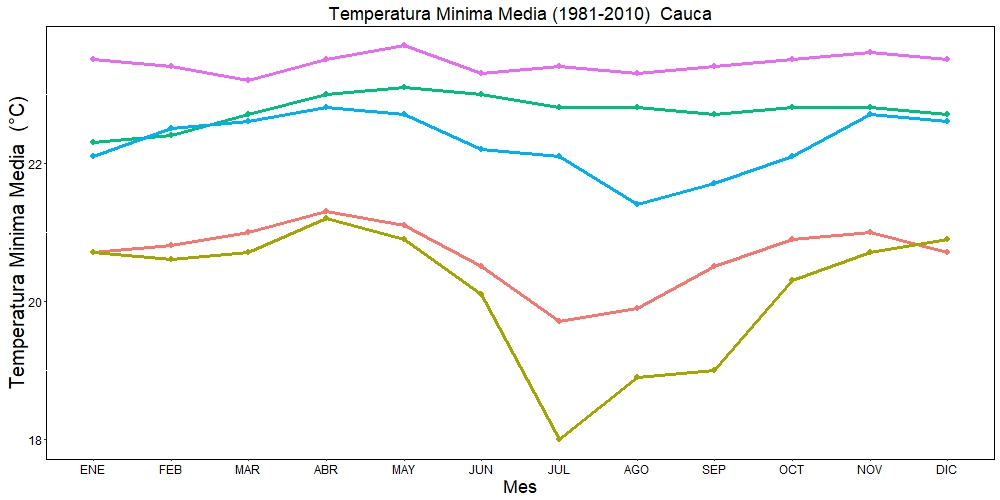 Temperatura Minima Media (1981-2010)  Cauca
Temperatura Minima Media  (°C)
22
20
18
ENE FEB MAR ABR MAY JUN JUL AGO SEP OCT NOV DIC
Mes